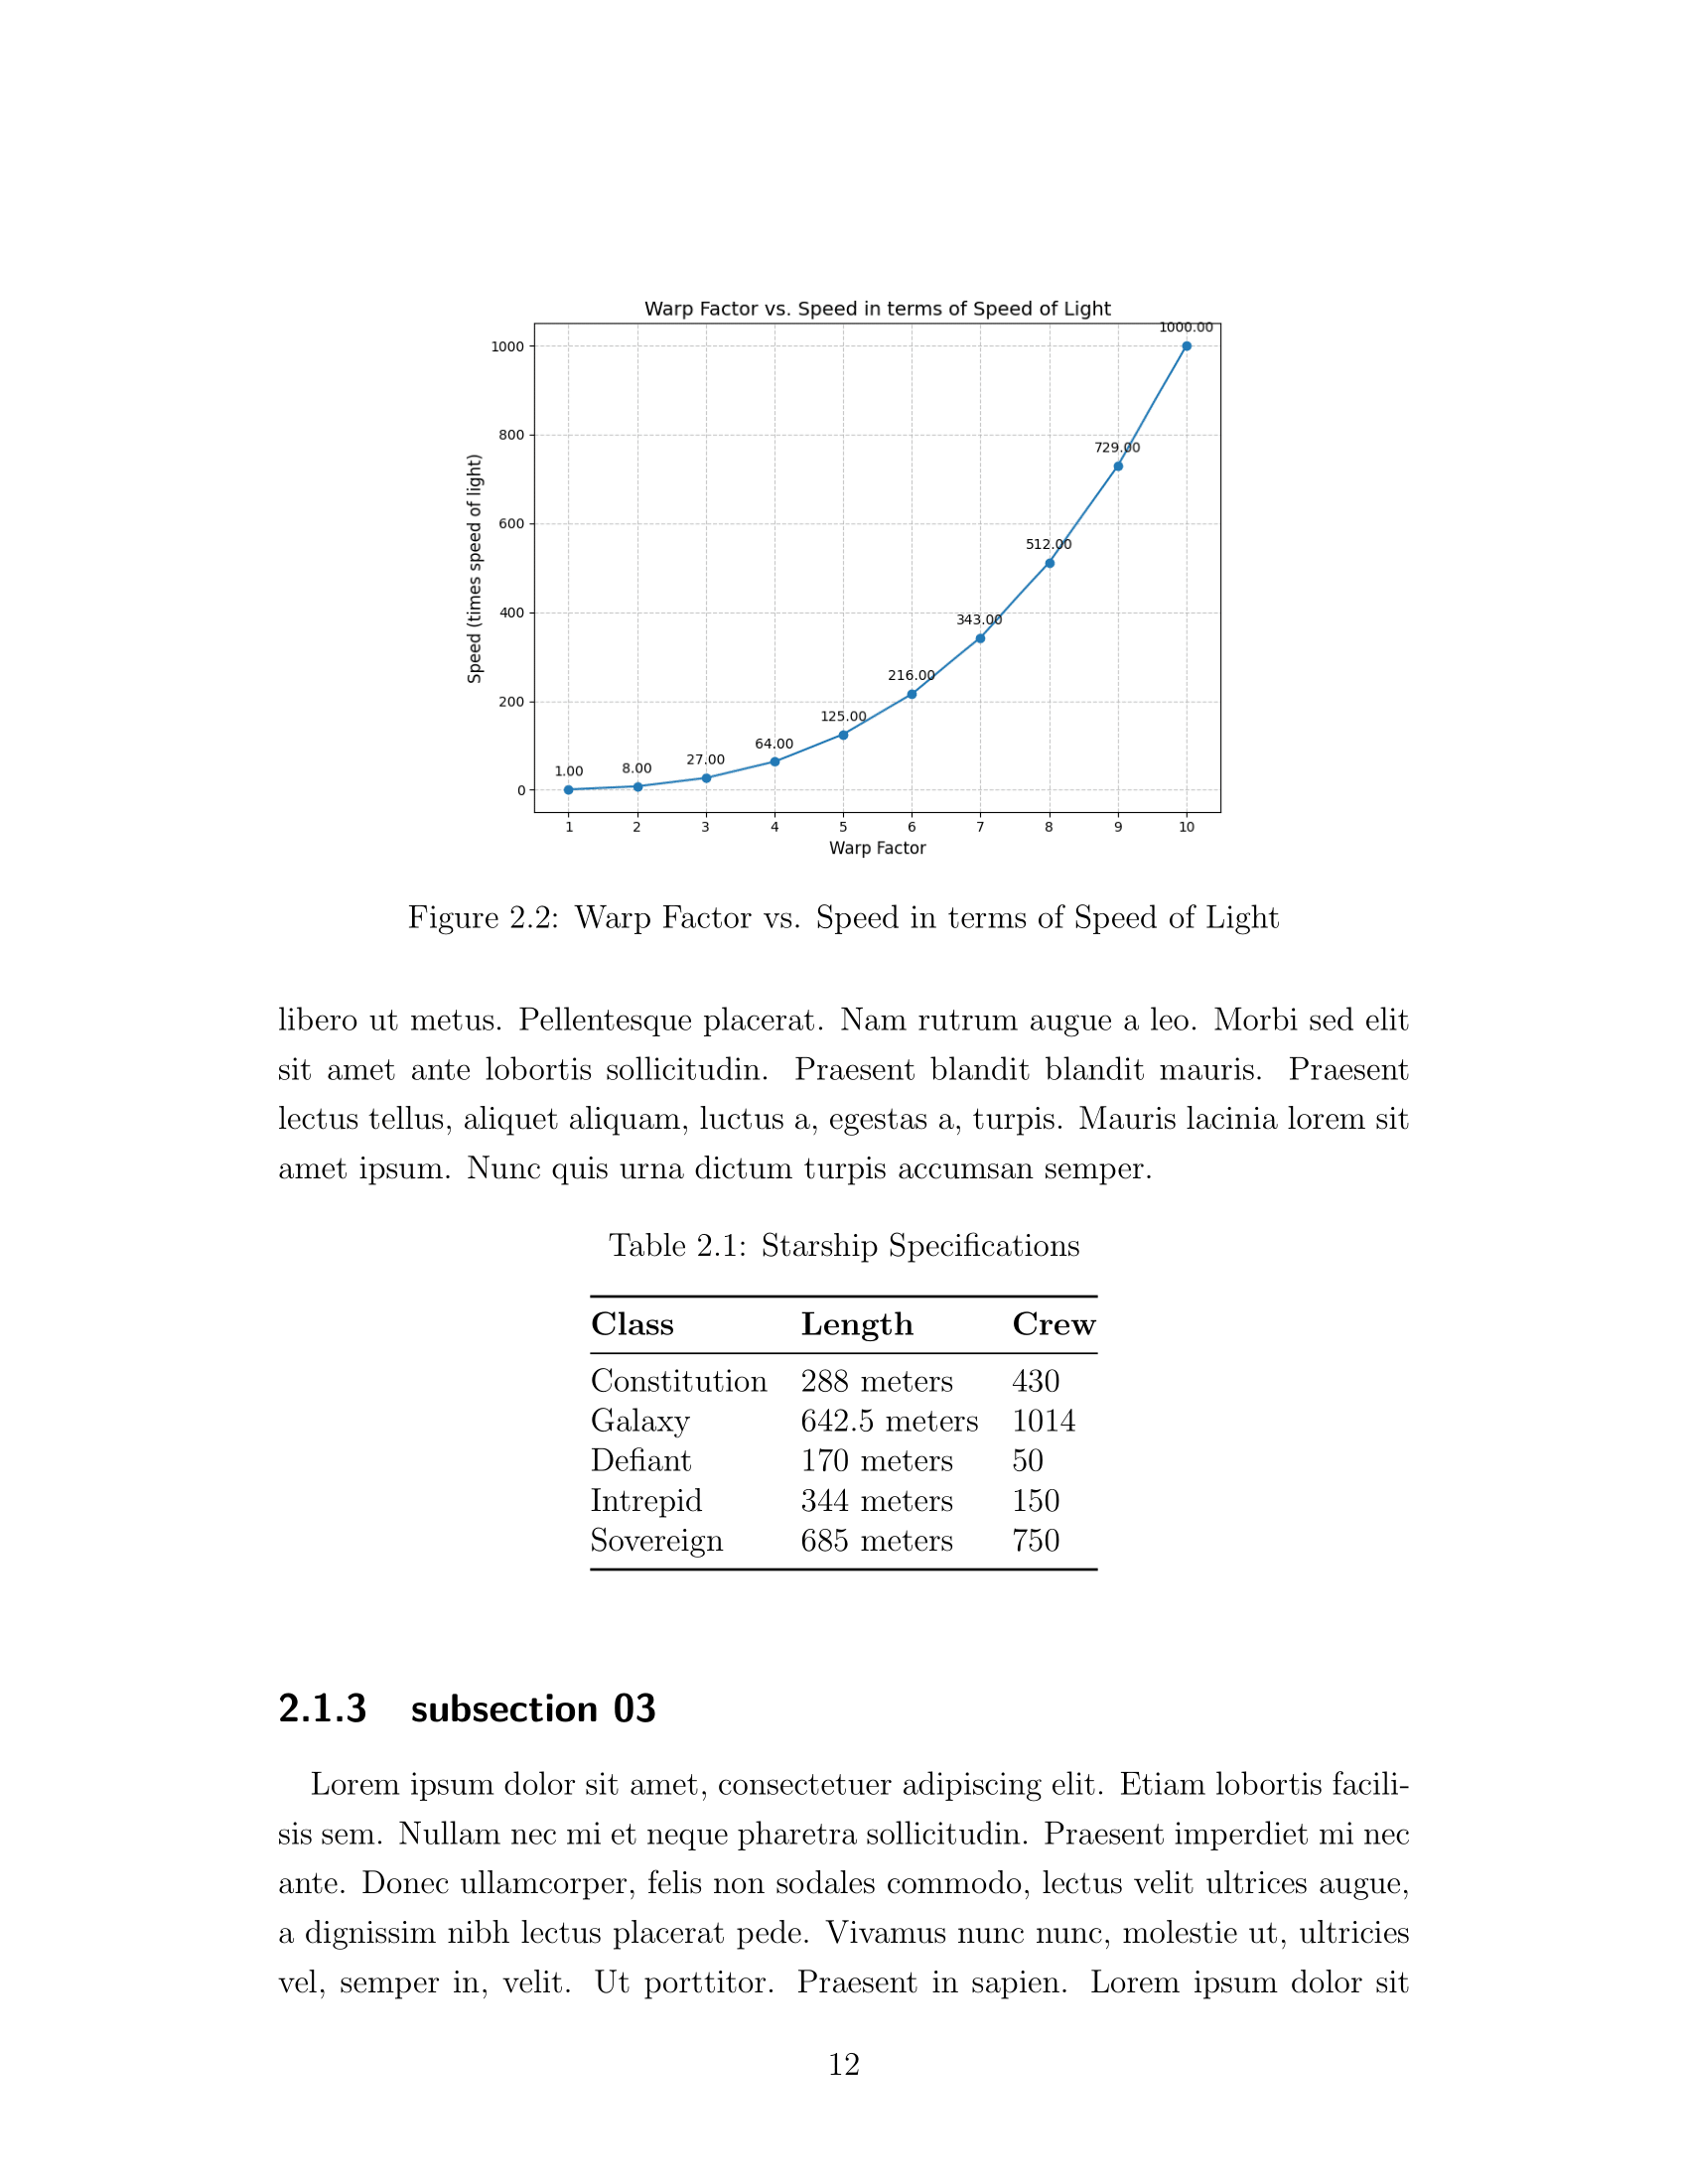 Warp Factor vs. Speed in terms of Speed of Light
1000.00
1000
729.00
800
Speed (times speed of light)
600
512.00
400
343.00
216.00
200
125.00
64.00
27.00
8.00
1.00
0
1 2 3 4 5 6 7 8 9 10
Warp Factor
Figure 2.2: Warp Factor vs. Speed in terms of Speed of Light
libero ut metus. Pellentesque placerat. Nam rutrum augue a leo. Morbi sed elit
sit amet ante lobortis sollicitudin. Praesent blandit blandit mauris. Praesent
lectus tellus, aliquet aliquam, luctus a, egestas a, turpis. Mauris lacinia lorem sit
amet ipsum. Nunc quis urna dictum turpis accumsan semper.
Table 2.1: Starship Specifications
Class Length Crew
Constitution 288 meters 430
Galaxy 642.5 meters 1014
Defiant 170 meters 50
Intrepid 344 meters 150
Sovereign 685 meters 750
2.1.3 subsection 03
Lorem ipsum dolor sit amet, consectetuer adipiscing elit. Etiam lobortis facili-
sis sem. Nullam nec mi et neque pharetra sollicitudin. Praesent imperdiet mi nec
ante. Donec ullamcorper, felis non sodales commodo, lectus velit ultrices augue,
a dignissim nibh lectus placerat pede. Vivamus nunc nunc, molestie ut, ultricies
vel, semper in, velit. Ut porttitor. Praesent in sapien. Lorem ipsum dolor sit
12